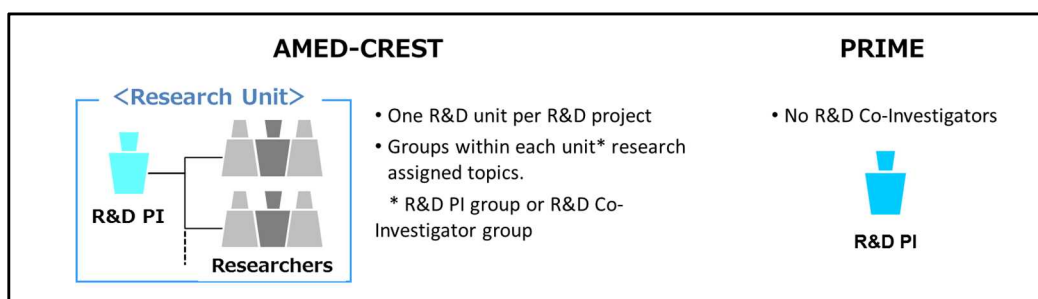 AMED-CREST
<Research Unit>
R&D PI
Researchers
• One R&D unit per R&D project
• Groups within each unit* research
assigned topics.
* R&D PI group or R&D Co-
Investigator group
PRIME
• No R&D Co-Investigators
R&D PI